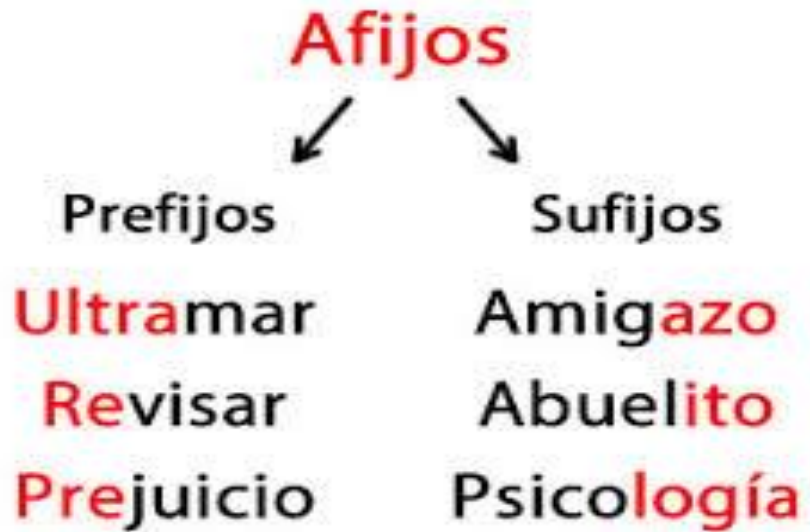 Afijos
Prefijos Sufijos
Ultramar Amigazo
Revisar Abuelito
Prejuicio Psicología